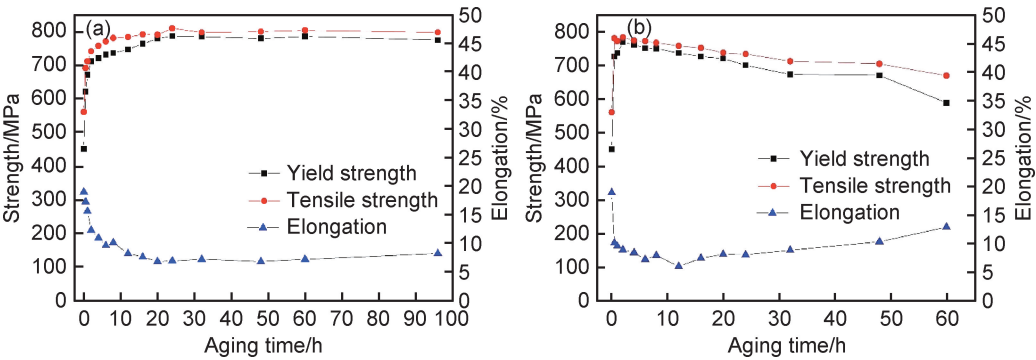 (a)
800
700
600
500
400
300
200
100
0
Strength/MPa
50
45
40
35
30
25
20
15
10
5
0
Elongation/%
Yield strength
Tensile strength
Elongation
0 10 20 30 40 50 60 70 80 90 100
Aging time/h
(b)
800
700
600
500
400
300
200
100
0
Strength/MPa
50
45
40
35
30
25
20
15
10
5
0
Elongation/%
Yield strength
Tensile strength
Elongation
0 10 20 30 40 50 60
Aging time/h